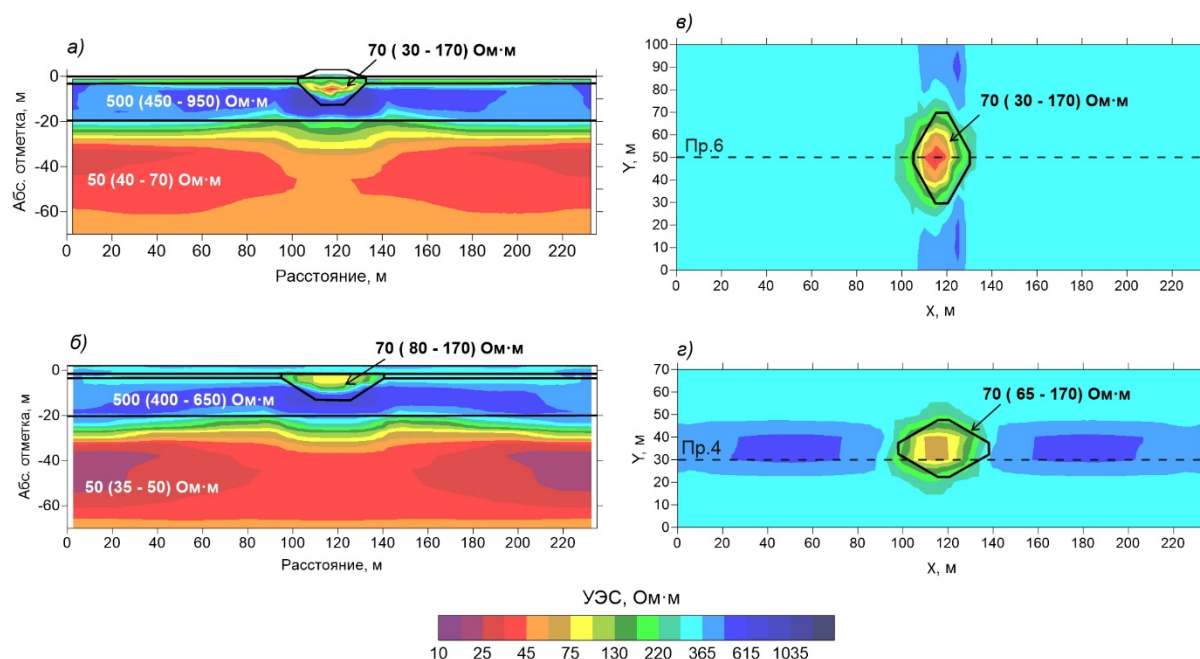 а)
70 ( 30 - 170) Ом·м
500 (450 - 950) Ом·м
50 (40 - 70) Ом·м
Абс. отметка, м
0
-20
-40
-60
0 20 40 60 80 100 120 140 160 180 200 220
Расстояние, м
в)
70 ( 30 - 170) Ом·м
Пр.6
Y, м
100
90
80
70
60
50
40
30
20
10
0
0 20 40 60 80 100 120 140 160 180 200 220
X, м
б)
70 ( 80 - 170) Ом·м
500 (400 - 650) Ом·м
50 (35 - 50) Ом·м
Абс. отметка, м
0
-20
-40
-60
0 20 40 60 80 100 120 140 160 180 200 220
Расстояние, м
г)
70 ( 65 - 170) Ом·м
Пр.4
Y, м
70
60
50
40
30
20
10
0
0 20 40 60 80 100 120 140 160 180 200 220
X, м
УЭС, Ом·м
10 25 45 75 130 220 365 615 1035